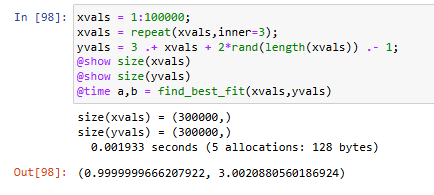 In [98]: xvals = 1:100000;
xvals = repeat(xvals,inner=3);
yvals = 3 .+ xvals + 2*rand(length(xvals)) .- 1;
@show size(xvals)
@show size(yvals)
@time a,b = find_best_fit(xvals,yvals)
size(xvals) = (300000,)
size(yvals) = (300000,)
0.001933 seconds (5 allocations: 128 bytes)
Out[98]: (0.9999999666207922, 3.0020880560186924)